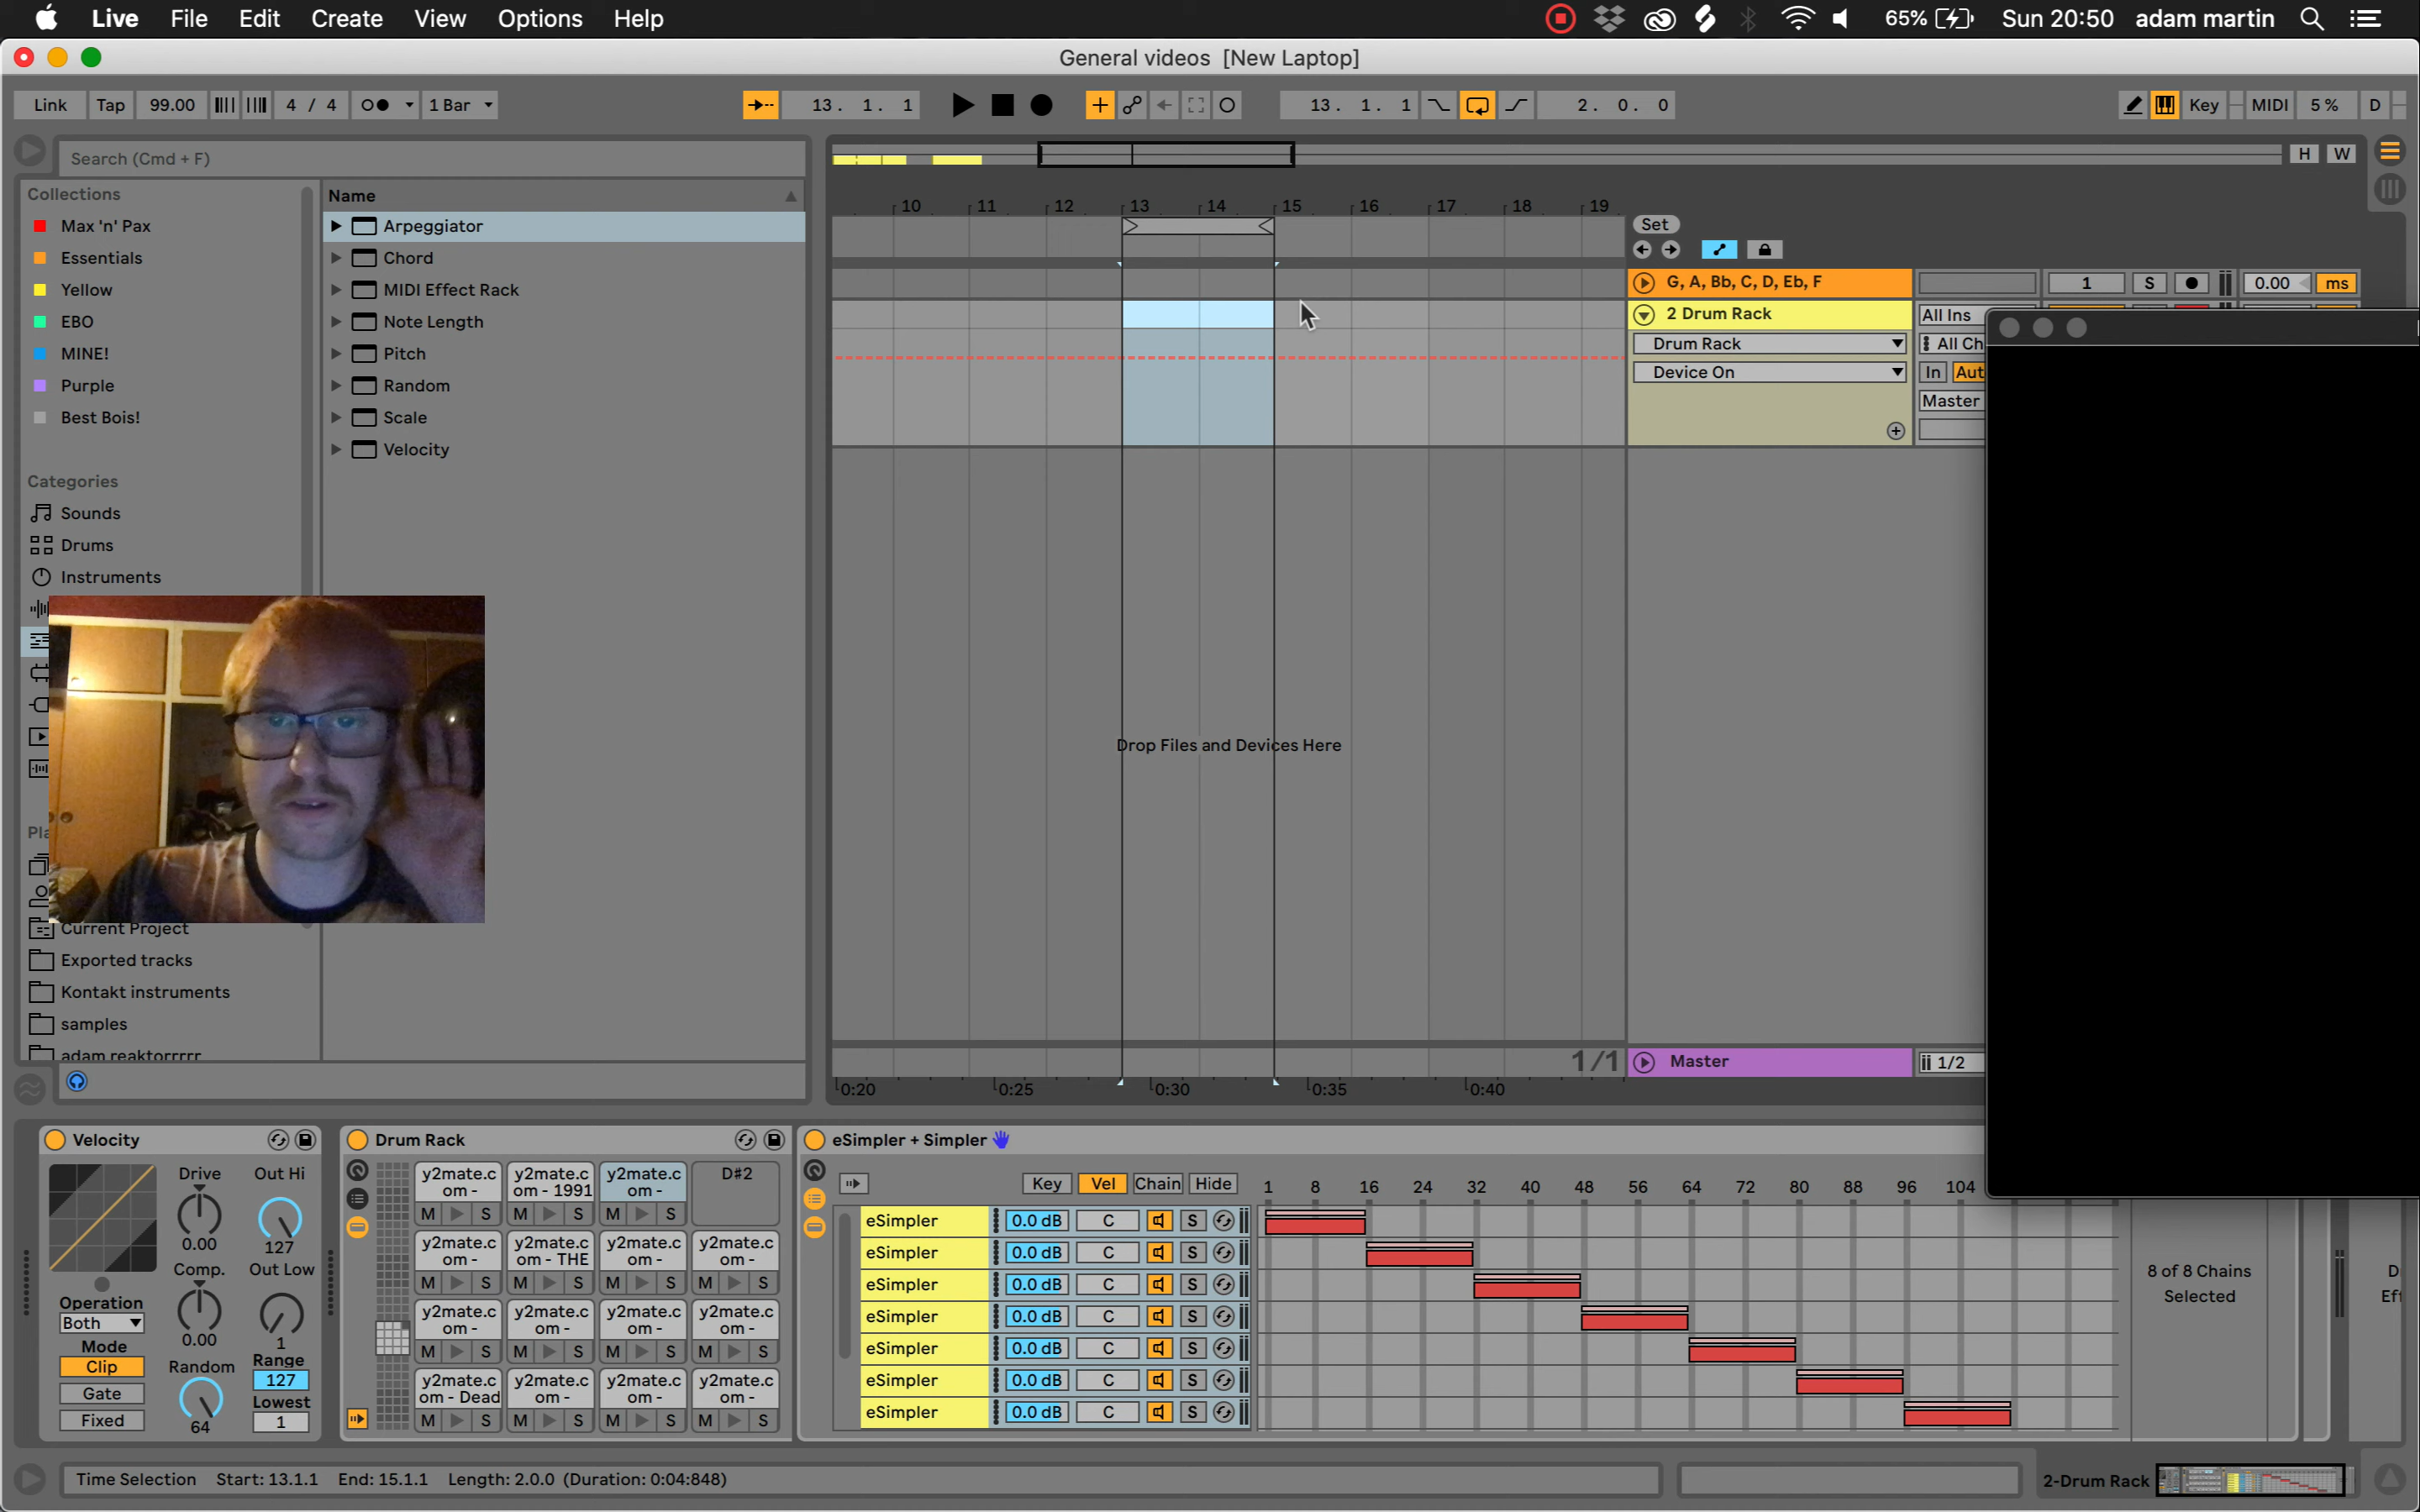 Live File Edit Create View Options Help
65% Sun 20:50 adam martin
General videos [New Laptop]
Link Tap 99.00 4 / 4 1 Bar 13. 1. 1 13. 1. 1 2. 0. 0 Key MIDI 5 % D
Search (Cmd + F)
H W
Collections
Max 'n' Pax
Essentials
Yellow
EBO
MINE!
Purple
Best Bois!
Categories
Sounds
Drums
Instruments
Current Project
Exported tracks
Kontakt instruments
samples
adam reaktorrrrr
Name
Arpeggiator
Chord
MIDI Effect Rack
Note Length
Pitch
Random
Scale
Velocity
10 11 12 13 14 15 16 17 18 19
Set
G, A, Bb, C, D, Eb, F 1 S 0.00 ms
2 Drum Rack All Ins
Drum Rack All Ch
Device On In Aut
Master
Drop Files and Devices Here
1/1 Master 1/2
0:20 0:25 0:30 0:35 0:40
Velocity
Drive Out Hi
0.00 127
Comp. Out Low
0.00 1
Operation
Both
Mode
Clip
Gate
Fixed
Random
64
Range
127
Lowest
1
Drum Rack
y2mate.c om - y2mate.c om - 1991 y2mate.c om - D#2
M S M S M S
y2mate.c om - y2mate.c om - THE y2mate.c om - y2mate.c om -
M S M S M S M S
y2mate.c om - y2mate.c om - y2mate.c om - y2mate.c om -
M S M S M S M S
y2mate.c om - Dead y2mate.c om - y2mate.c om - y2mate.c om -
M S M S M S M S
eSimpler + Simpler
Key Vel Chain Hide 1 8 16 24 32 40 48 56 64 72 80 88 96 104
eSimpler 0.0 dB C S
eSimpler 0.0 dB C S
eSimpler 0.0 dB C S
eSimpler 0.0 dB C S
eSimpler 0.0 dB C S
eSimpler 0.0 dB C S
eSimpler 0.0 dB C S
8 of 8 Chains
Selected
Time Selection Start: 13.1.1 End: 15.1.1 Length: 2.0.0 (Duration: 0:04:848)
2-Drum Rack